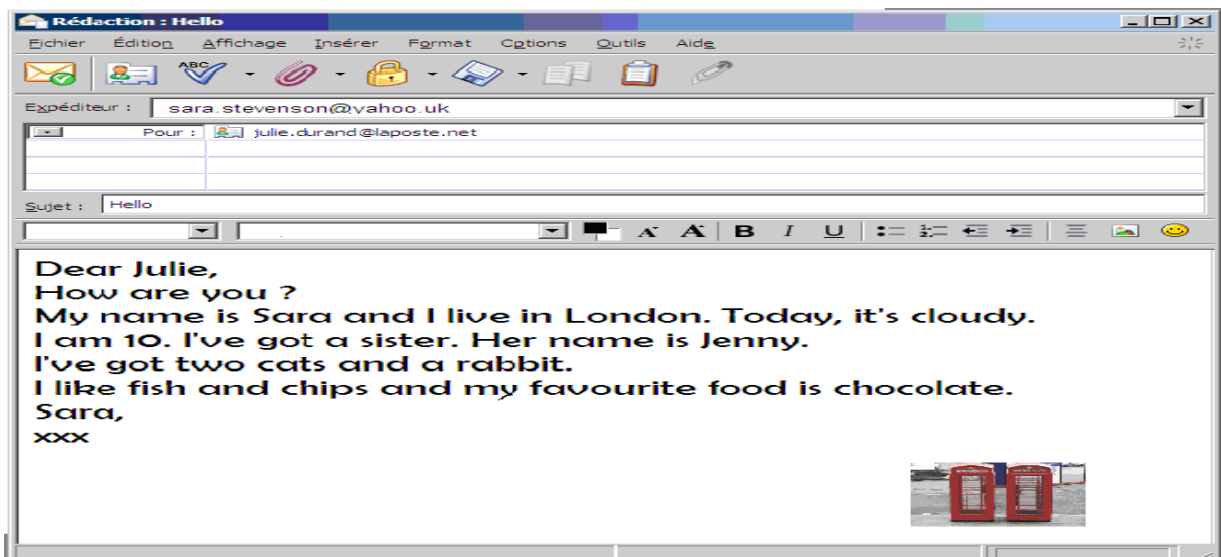 Rédaction : Hello
Eichier Édition Affichage Insérer Format Options Outils Aide
ABC
Expéditeur : sara.stevenson@yahoo.uk
Pour : julie.durand@laposte.net
Sujet : Hello
A A B I U
Dear Julie,
How are you ?
My name is Sara and I live in London. Today, it's cloudy.
I am 10. I've got a sister. Her name is Jenny.
I've got two cats and a rabbit.
I like fish and chips and my favourite food is chocolate.
Sara,
xxx